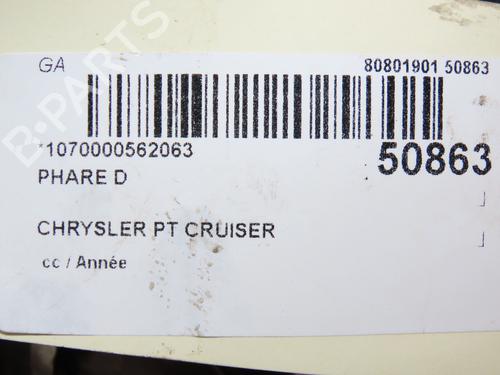 GA 80801901 50863
*1070000562063 50863
PHARE D
CHRYSLER PT CRUISER
cc / Année
B-PARTS